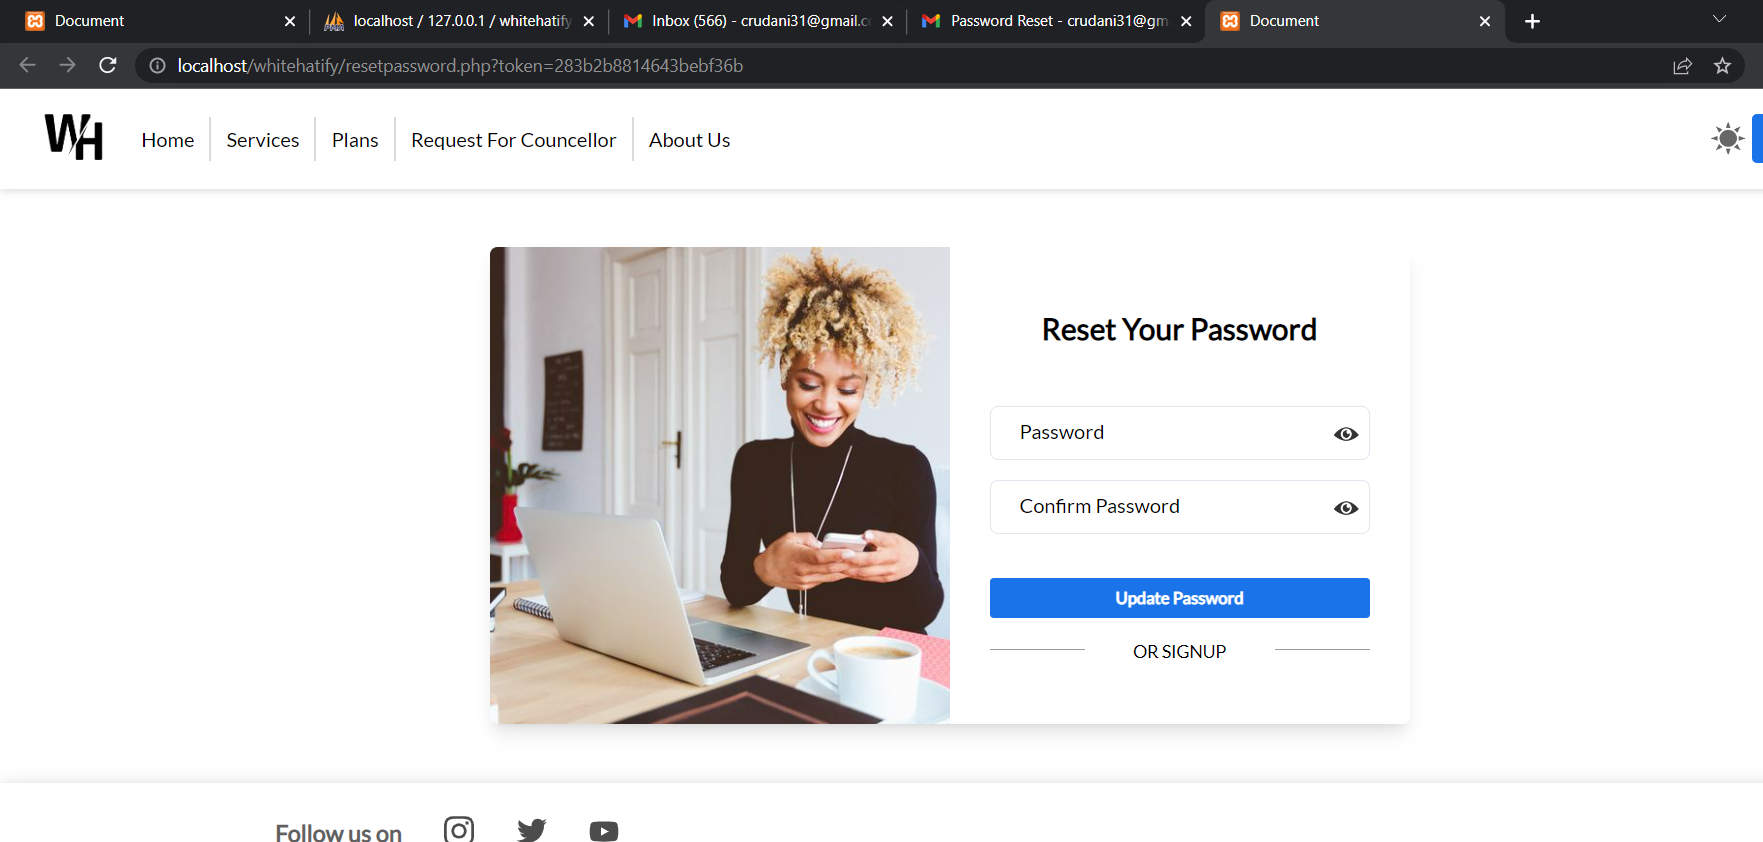 Document
localhost / 127.0.0.1 / whitehatify
Inbox (566) - crudani31@gmail.co
Password Reset - crudani31@gm
Document
localhost/whitehatify/resetpassword.php?token=283b2b8814643bebf36b
WH
Home
Services
Plans
Request For Councellor
About Us
Reset Your Password
Password
Confirm Password
Update Password
OR SIGNUP
Follow us on